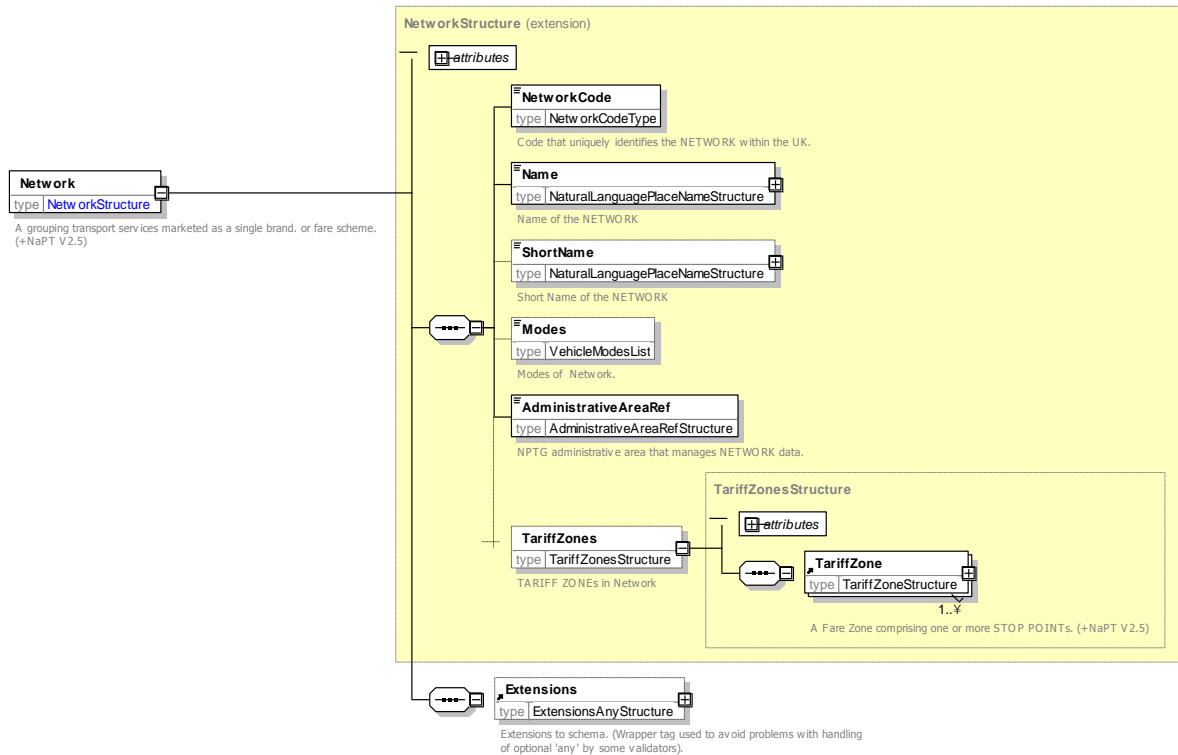 NetworkStructure (extension)
attributes
NetworkCode
type NetworkCodeType
Code that uniquely identifies the NETWORK within the UK.
Name
type NaturalLanguagePlaceNameStructure
Name of the NETWORK
Network
type NetworkStructure
A grouping transport services marketed as a single brand. or fare scheme.
(+NaPT V2.5)
ShortName
type NaturalLanguagePlaceNameStructure
Short Name of the NETWORK
Modes
type VehicleModesList
Modes of Network.
AdministrativeAreaRef
type AdministrativeAreaRefStructure
NPTG administrative area that manages NETWORK data.
TariffZonesStructure
attributes
TariffZones
type TariffZonesStructure
TARIFF ZONEs in Network
TariffZone
type TariffZoneStructure
1..¥
A Fare Zone comprising one or more STOP POINTs. (+NaPT V2.5)
Extensions
type ExtensionsAnyStructure
Extensions to schema. (Wrapper tag used to avoid problems with handling
of optional 'any' by some validators).